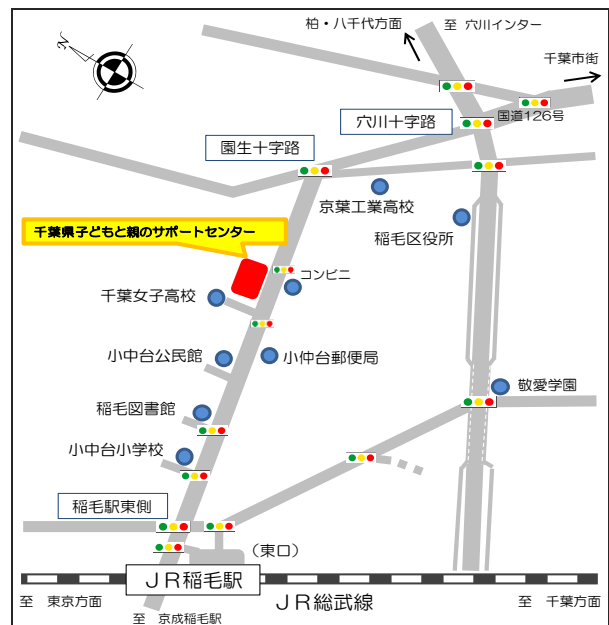 柏・八千代方面
至 穴川インター
N
千葉市街
国道126号
穴川十字路
園生十字路
京葉工業高校
稲毛区役所
千葉県子どもと親のサポートセンター
コンビニ
千葉女子高校
小中台公民館
小仲台郵便局
敬愛学園
稲毛図書館
小中台小学校
稲毛駅東側
(東口)
JR稲毛駅
至 東京方面
JR総武線
至 千葉方面
至 京成稲毛駅